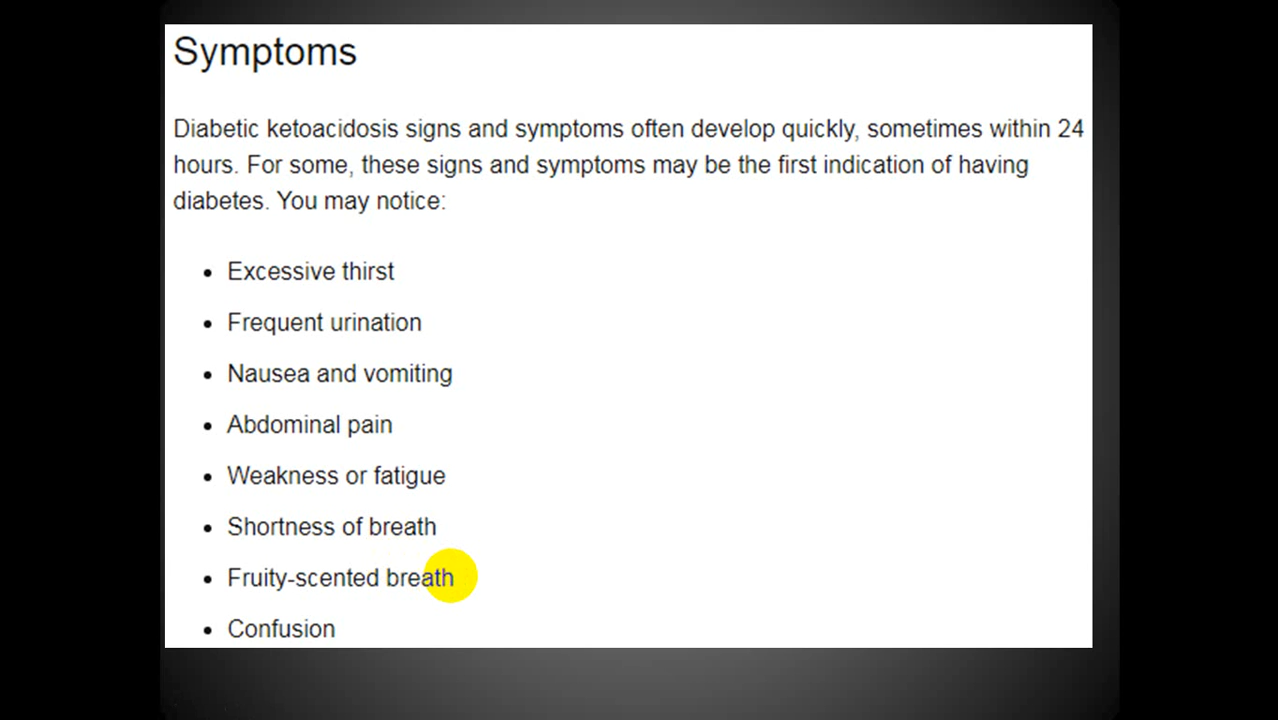 Symptoms
Diabetic ketoacidosis signs and symptoms often develop quickly, sometimes within 24
hours. For some, these signs and symptoms may be the first indication of having
diabetes. You may notice:
• Excessive thirst
• Frequent urination
• Nausea and vomiting
• Abdominal pain
• Weakness or fatigue
• Shortness of breath
• Fruity-scented breath
• Confusion